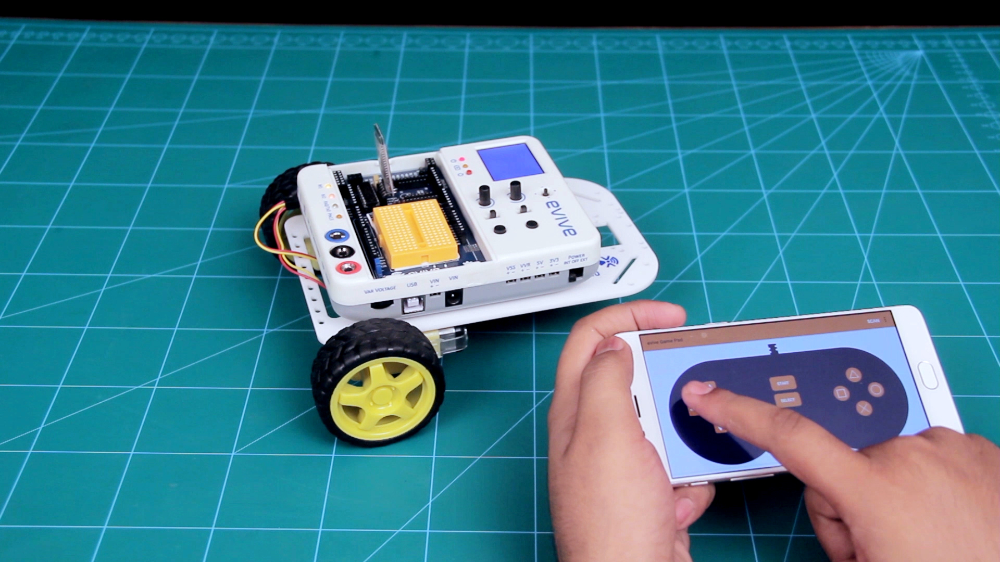 evive
VSS VVR 5V 3V3 POWER
INT OFF EXT
VAR VOLTAGE USB VIN VIN
evive Game Pad
SCAN
START
SELECT